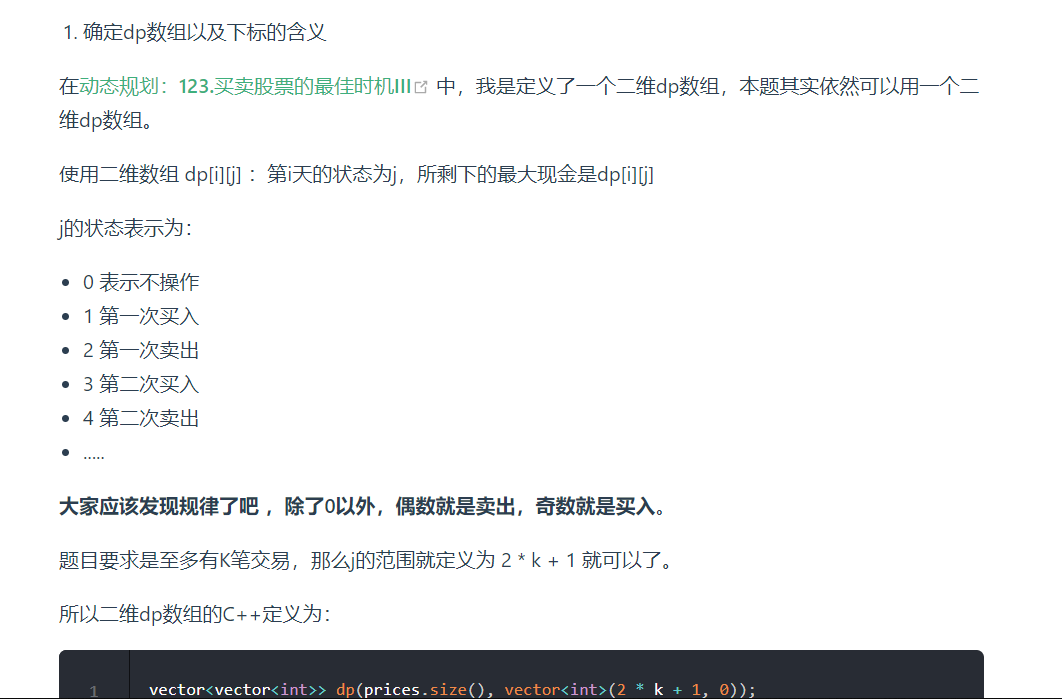 1. 确定dp数组以及下标的含义
在动态规划：123.买卖股票的最佳时机III 中，我是定义了一个二维dp数组，本题其实依然可以用一个二
维dp数组。
使用二维数组 dp[i][j] ：第i天的状态为j，所剩下的最大现金是dp[i][j]
j的状态表示为：
• 0 表示不操作
• 1 第一次买入
• 2 第一次卖出
• 3 第二次买入
• 4 第二次卖出
• .....
大家应该发现规律了吧 ，除了0以外，偶数就是卖出，奇数就是买入。
题目要求是至多有K笔交易，那么j的范围就定义为 2 * k + 1 就可以了。
所以二维dp数组的C++定义为：
1 vector<vector<int>> dp(prices.size(), vector<int>(2 * k + 1, 0));